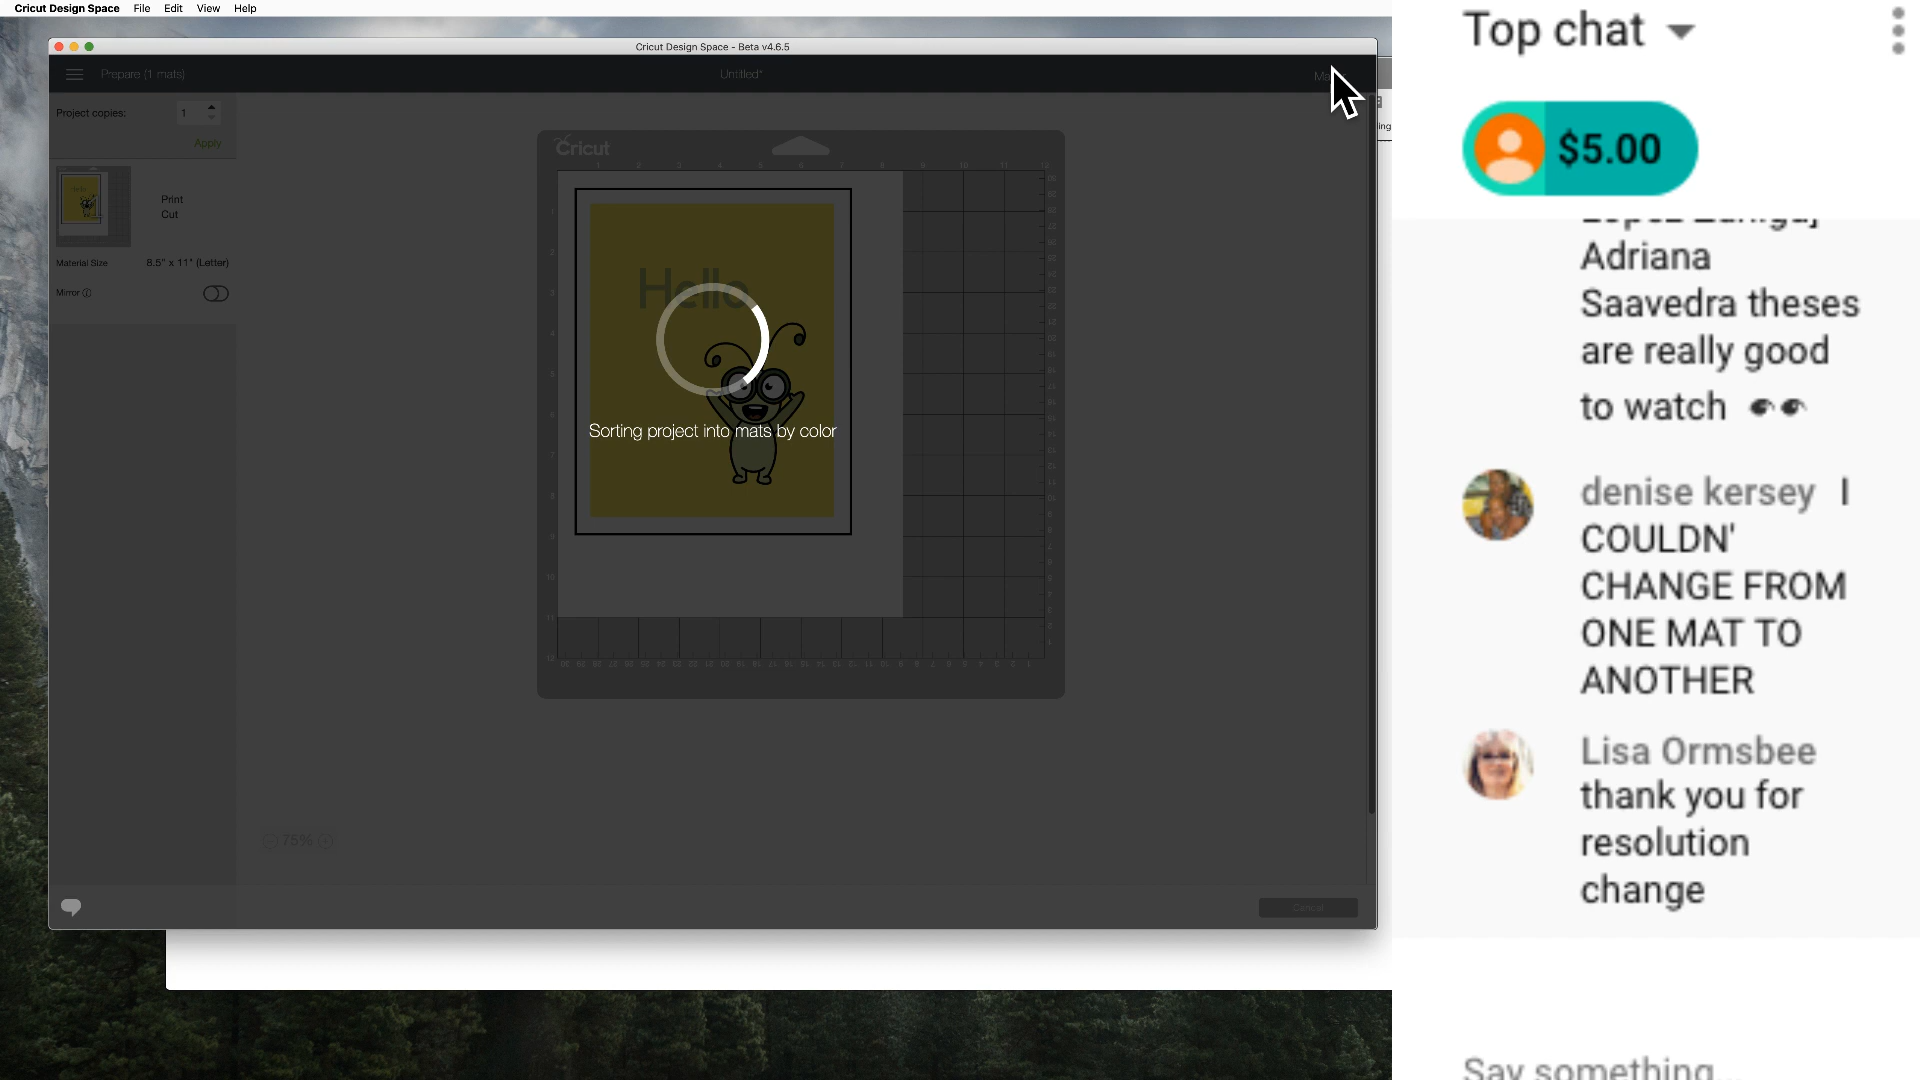 Cricut Design Space File Edit View Help
Cricut Design Space - Beta v4.6.5
Prepare (1 mats)
Untitled*
Project copies:
1
Apply
Print
Cut
Material Size
8.5" x 11" (Letter)
Mirror
Cricut
Hello
Sorting project into mats by color
75%
Cancel
Top chat
$5.00
Adriana
Saavedra theses
are really good
to watch
denise kersey I
COULDN'
CHANGE FROM
ONE MAT TO
ANOTHER
Lisa Ormsbee
thank you for
resolution
change
Say something...